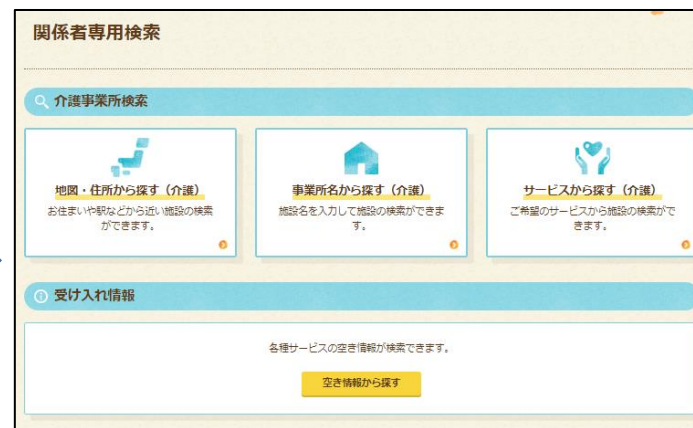 関係者専用検索
介護事業所検索
地図・住所から探す（介護）
お住まいや駅などから近い施設の検索
ができます。
事業所名から探す（介護）
施設名を入力して施設の検索ができま
す。
サービスから探す（介護）
ご希望のサービスから施設の検索がで
きます。
受け入れ情報
各種サービスの空き情報が検索できます。
空き情報から探す